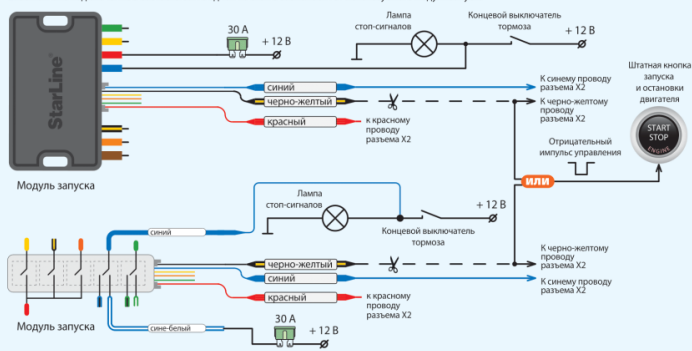 30 А
+ 12 В
Лампа
стоп-сигналов
Концевой выключатель
тормоза
+ 12 В
StarLine
синий
черно-желтый
красный
к красному
проводу
разъема X2
К синему проводу
разъема X2
К черно-желтому
проводу
разъема X2
Штатная кнопка
запуска
и остановки
двигателя
START
STOP
ENGINE
Отрицательный
импульс управления
или
Модуль запуска
Лампа
стоп-сигналов
+ 12 В
Концевой выключатель
тормоза
синий
черно-желтый
синий
красный
к красному
проводу
разъема X2
К черно-желтому
проводу
разъема X2
К синему проводу
разъема X2
Модуль запуска
сине-белый
30 А
+ 12 В